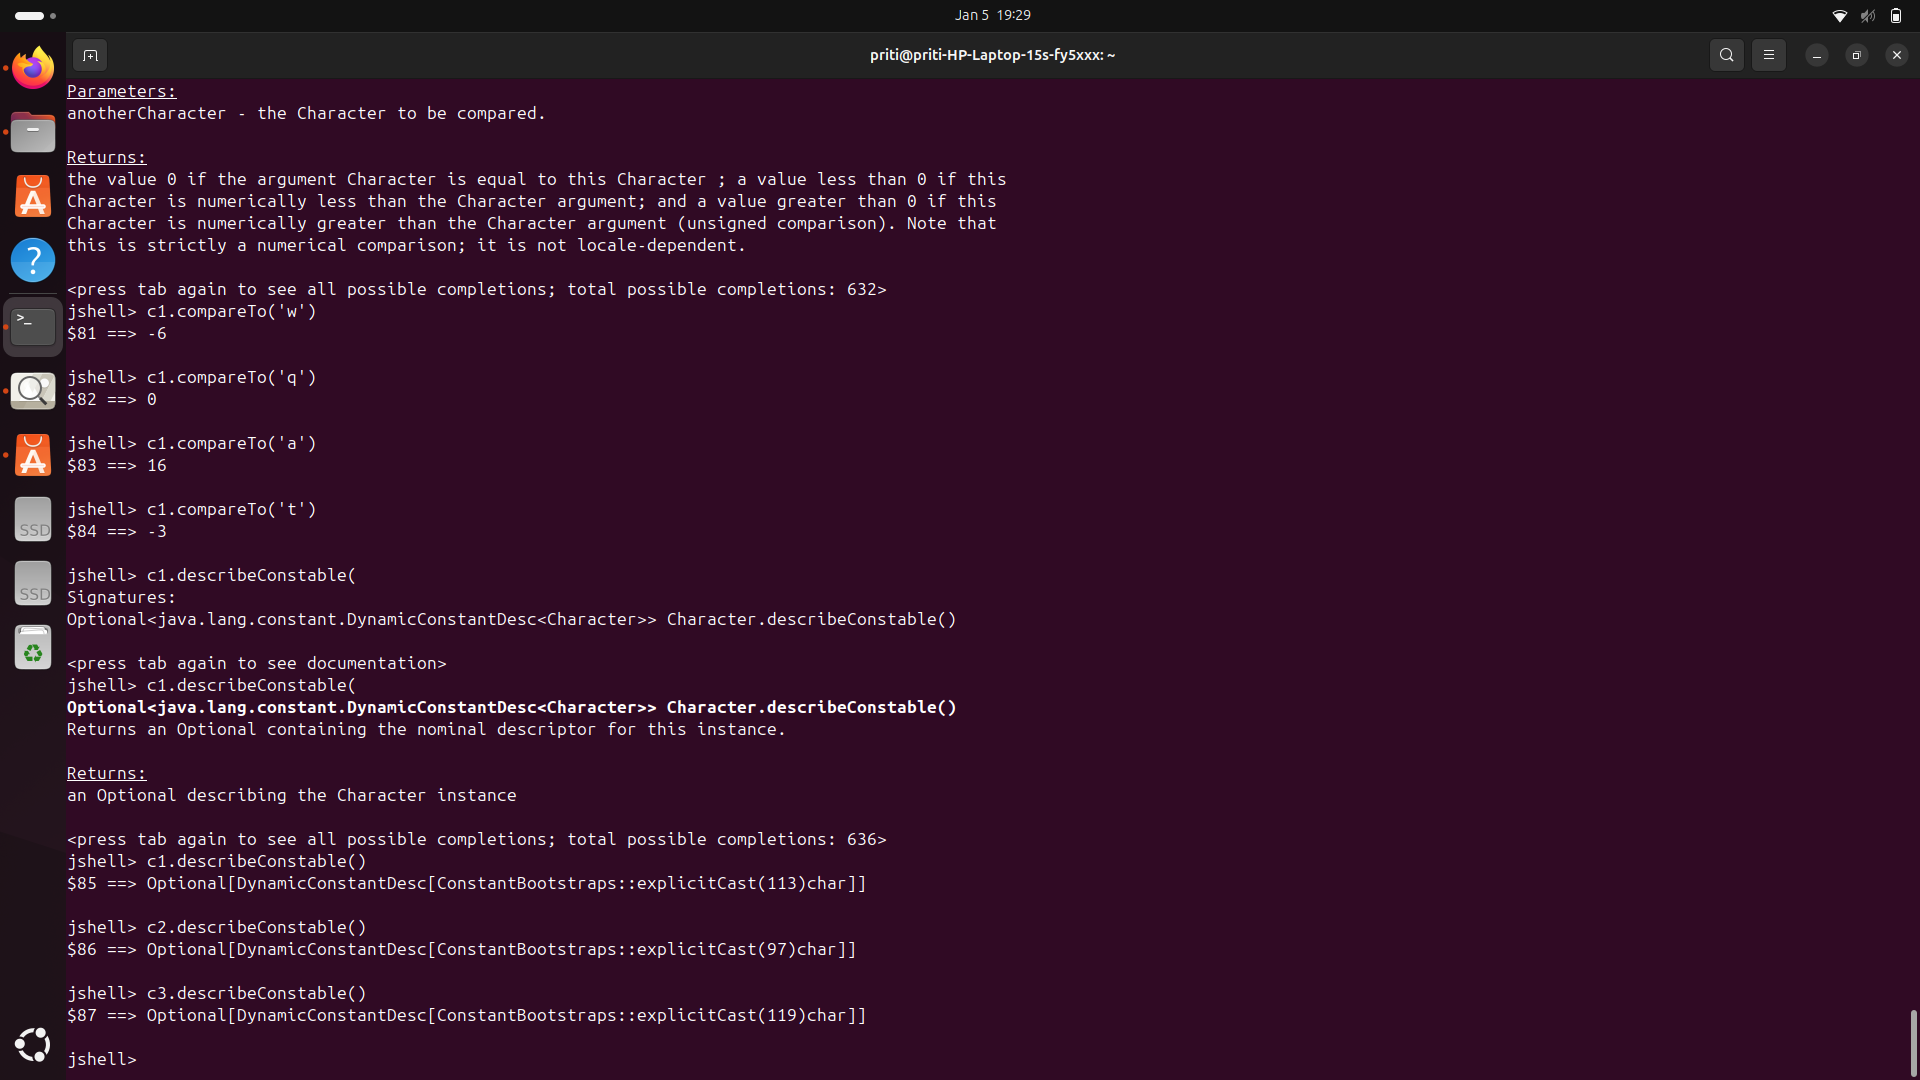 Jan 5 19:29
priti@priti-HP-Laptop-15s-fy5xxx: ~
Parameters:
anotherCharacter - the Character to be compared.
Returns:
the value 0 if the argument Character is equal to this Character ; a value less than 0 if this
Character is numerically less than the Character argument; and a value greater than 0 if this
Character is numerically greater than the Character argument (unsigned comparison). Note that
this is strictly a numerical comparison; it is not locale-dependent.
<press tab again to see all possible completions; total possible completions: 632>
jshell> c1.compareTo('w')
$81 ==> -6
jshell> c1.compareTo('q')
$82 ==> 0
jshell> c1.compareTo('a')
$83 ==> 16
jshell> c1.compareTo('t')
$84 ==> -3
jshell> c1.describeConstable(
Signatures:
Optional<java.lang.constant.DynamicConstantDesc<Character>> Character.describeConstable()
<press tab again to see documentation>
jshell> c1.describeConstable(
Optional<java.lang.constant.DynamicConstantDesc<Character>> Character.describeConstable()
Returns an Optional containing the nominal descriptor for this instance.
Returns:
an Optional describing the Character instance
<press tab again to see all possible completions; total possible completions: 636>
jshell> c1.describeConstable()
$85 ==> Optional[DynamicConstantDesc[ConstantBootstraps::explicitCast(113)char]]
jshell> c2.describeConstable()
$86 ==> Optional[DynamicConstantDesc[ConstantBootstraps::explicitCast(97)char]]
jshell> c3.describeConstable()
$87 ==> Optional[DynamicConstantDesc[ConstantBootstraps::explicitCast(119)char]]
jshell>
SSD
SSD